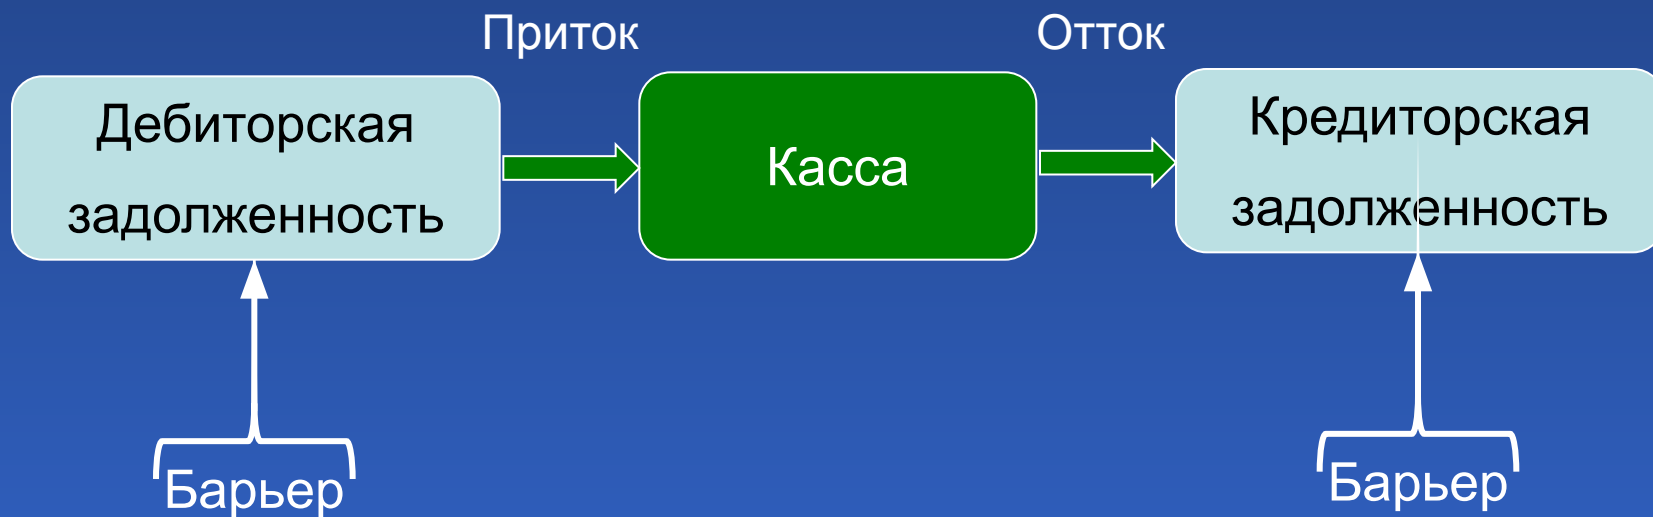 Приток
Отток
Дебиторская
задолженность
Касса
Кредиторская
задолженность
Барьер
Барьер